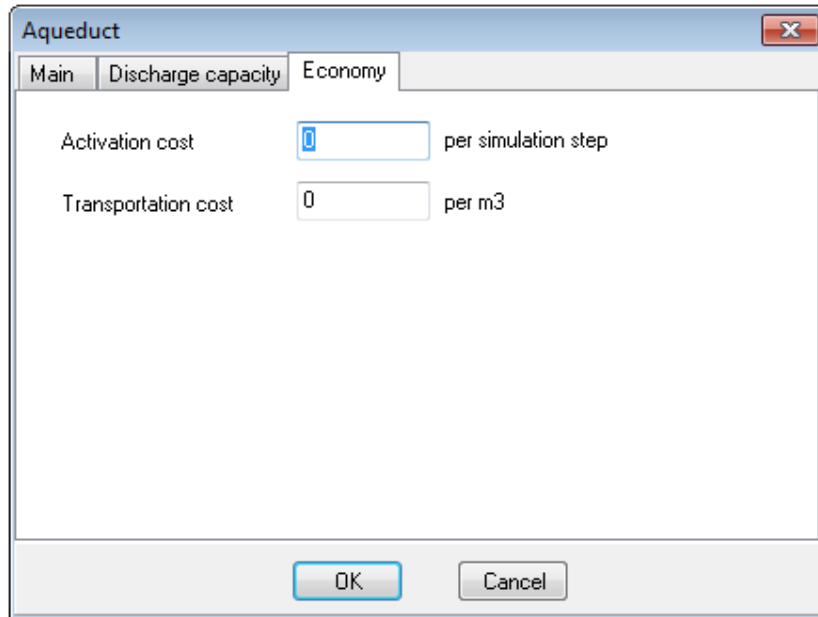 Aqueduct
Main Discharge capacity Economy
Activation cost 0 per simulation step
Transportation cost 0 per m3
OK Cancel